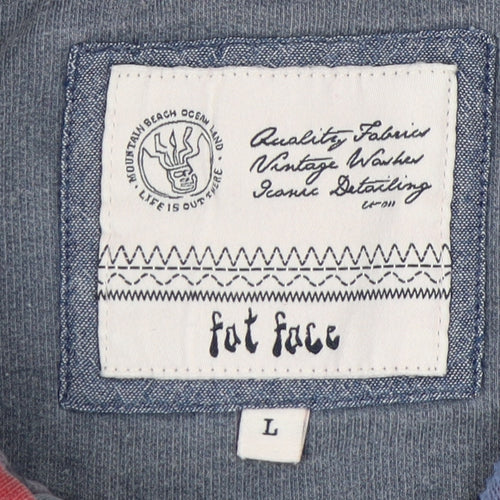 MOUNTAIN BEACH OCEAN LAND
LIFE IS OUT THERE
Quality Fabrics
Vintage Washes
Iconic Detailing
fat face
L